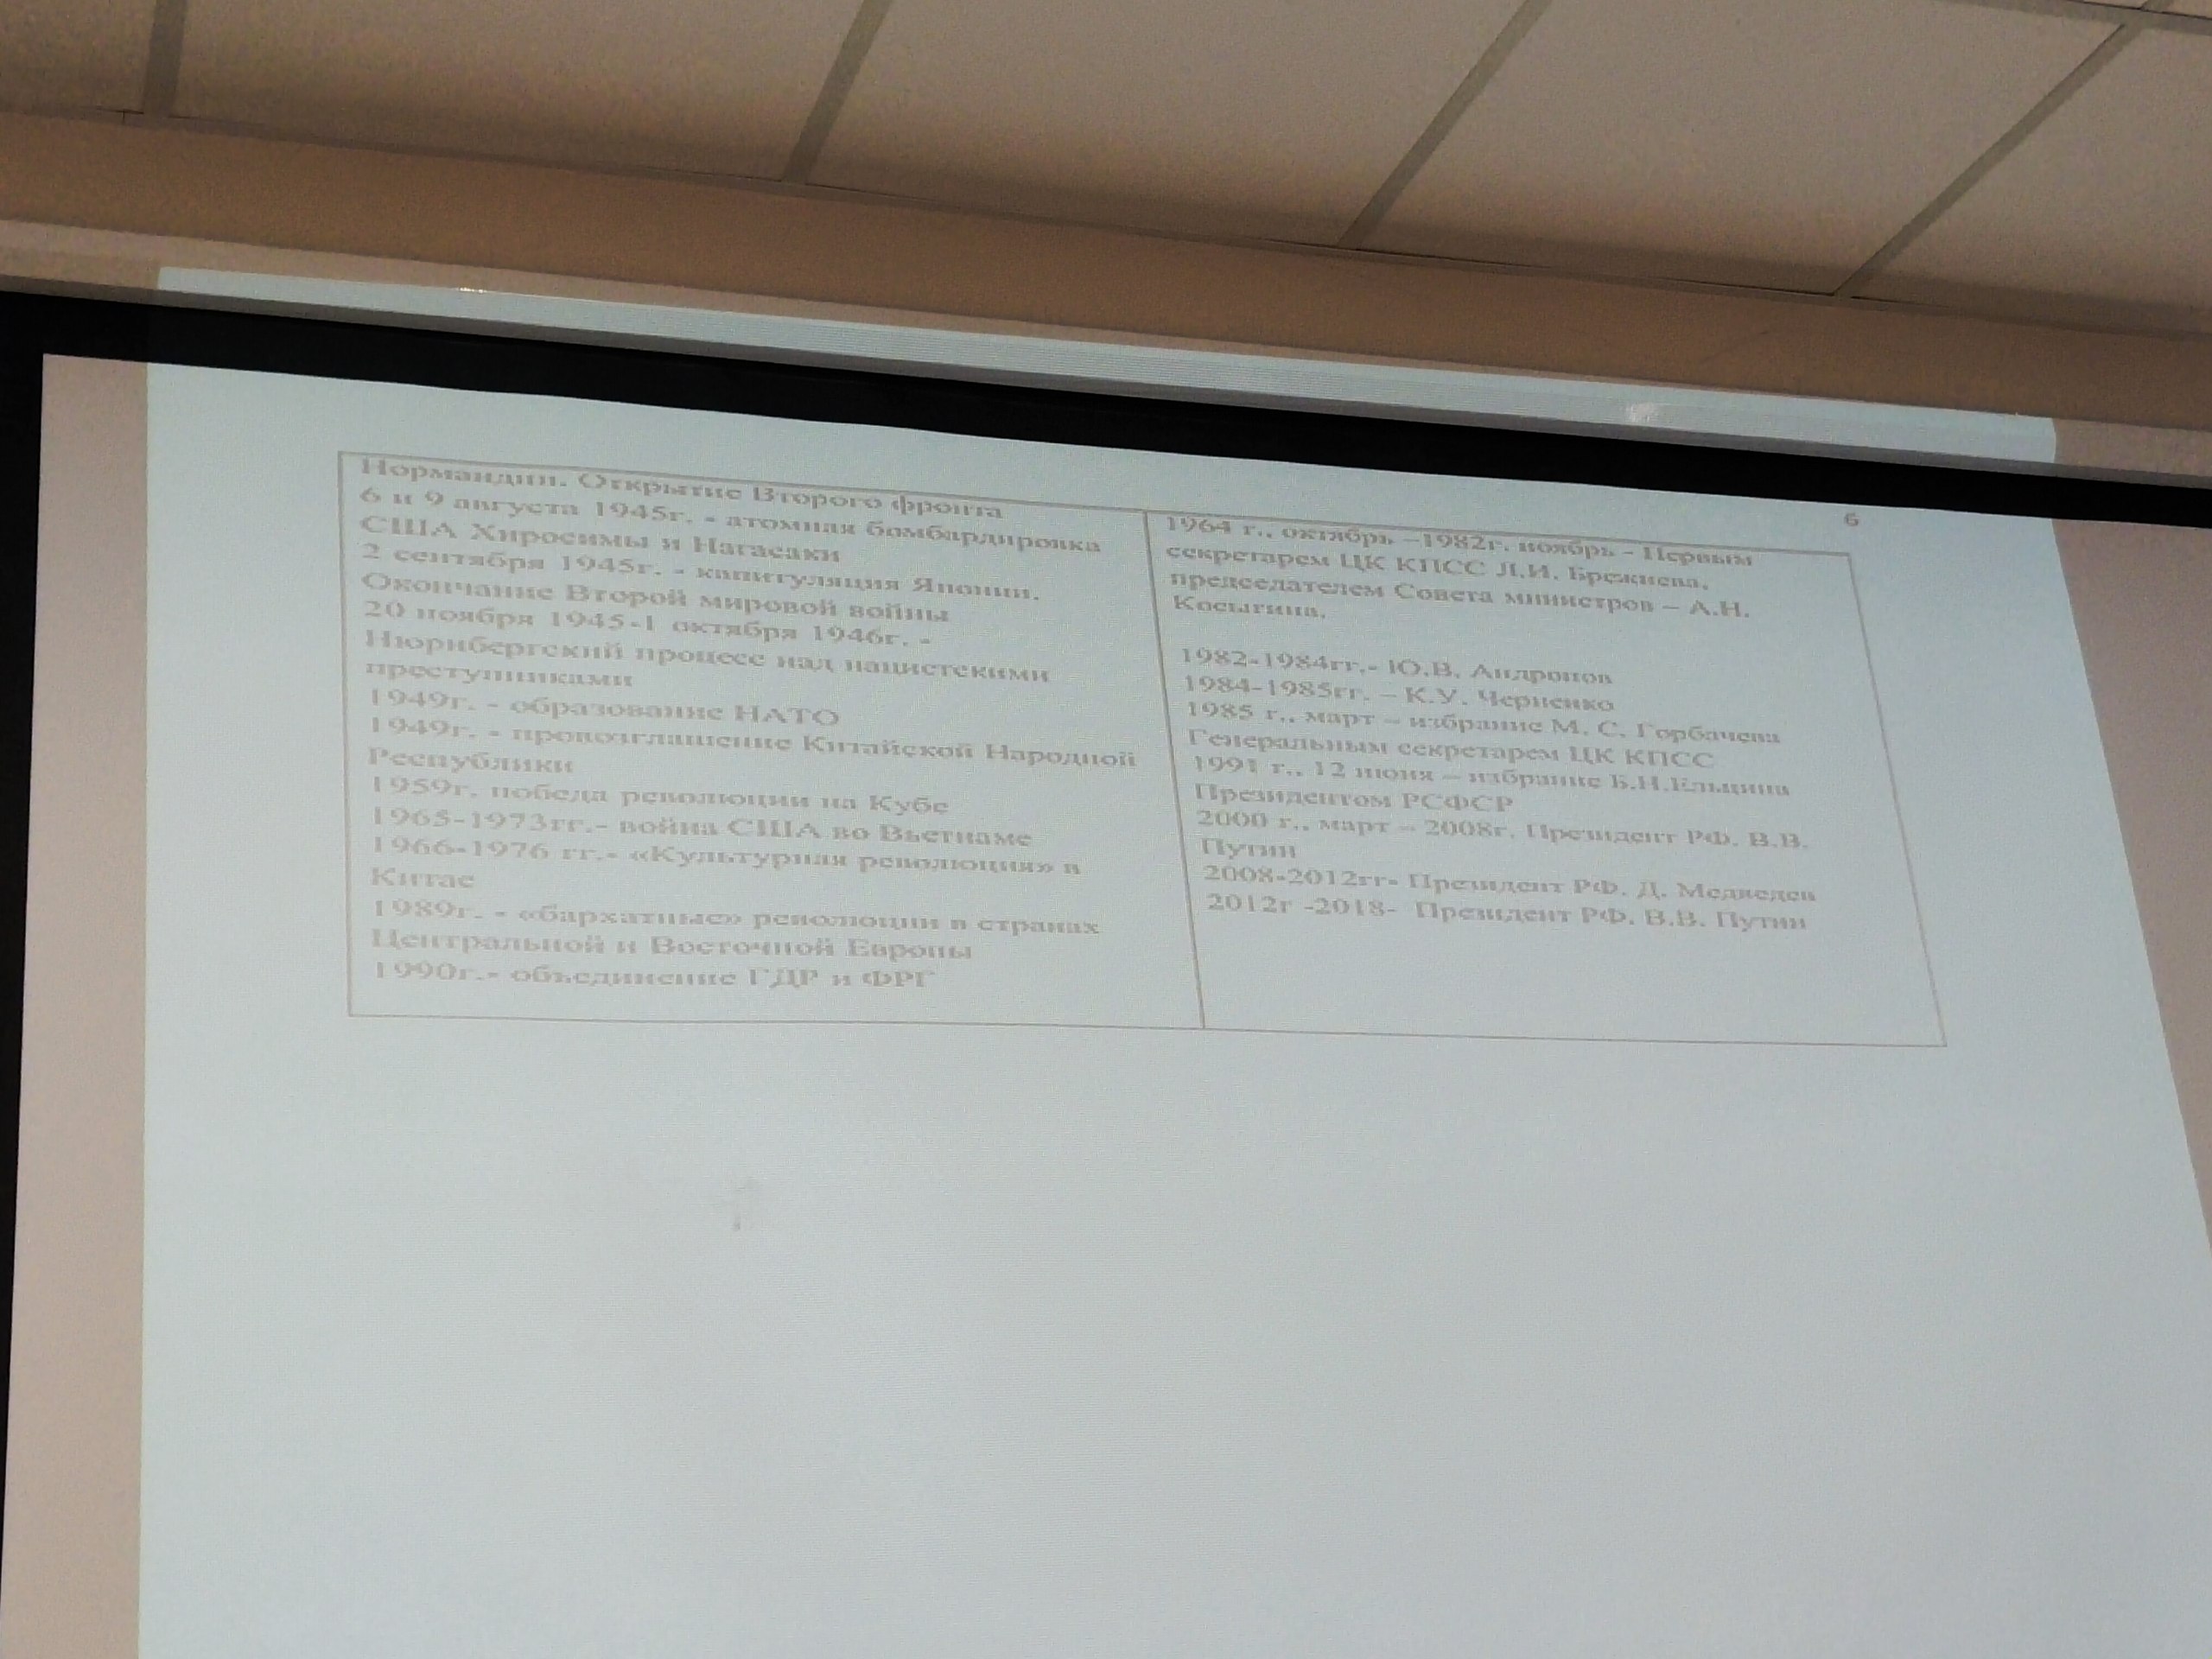 6
Нормандии. Открытие Второго фронта
6 и 9 августа 1945г. - атомная бомбардировка
США Хиросимы и Нагасаки
2 сентября 1945г. - капитуляция Японии.
Окончание Второй мировой войны
20 ноября 1945-1 октября 1946г. -
Нюрнбергский процесс над нацистскими
преступниками
1949г. - образование НАТО
1949г. - провозглашение Китайской Народной
Республики
1959г. победа революции на Кубе
1965-1973гг.- война США во Вьетнаме
1966-1976 гг.- «Культурная революция» в
Китае
1989г. - «бархатные» революции в странах
Центральной и Восточной Европы
1990г.- объединение ГДР и ФРГ
1964 г., октябрь –1982г. ноябрь - Первым
секретарем ЦК КПСС Л.И. Брежнева,
председателем Совета министров – А.Н.
Косыгина.
1982-1984гг.- Ю.В. Андропов
1984-1985гг. – К.У. Черненко
1985 г., март – избрание М. С. Горбачева
Генеральным секретарем ЦК КПСС
1991 г., 12 июня – избрание Б.Н.Ельцина
Президентом РСФСР
2000 г., март – 2008г. Президент РФ. В.В.
Путин
2008-2012гг- Президент РФ. Д. Медведев
2012г -2018- Президент РФ. В.В. Путин